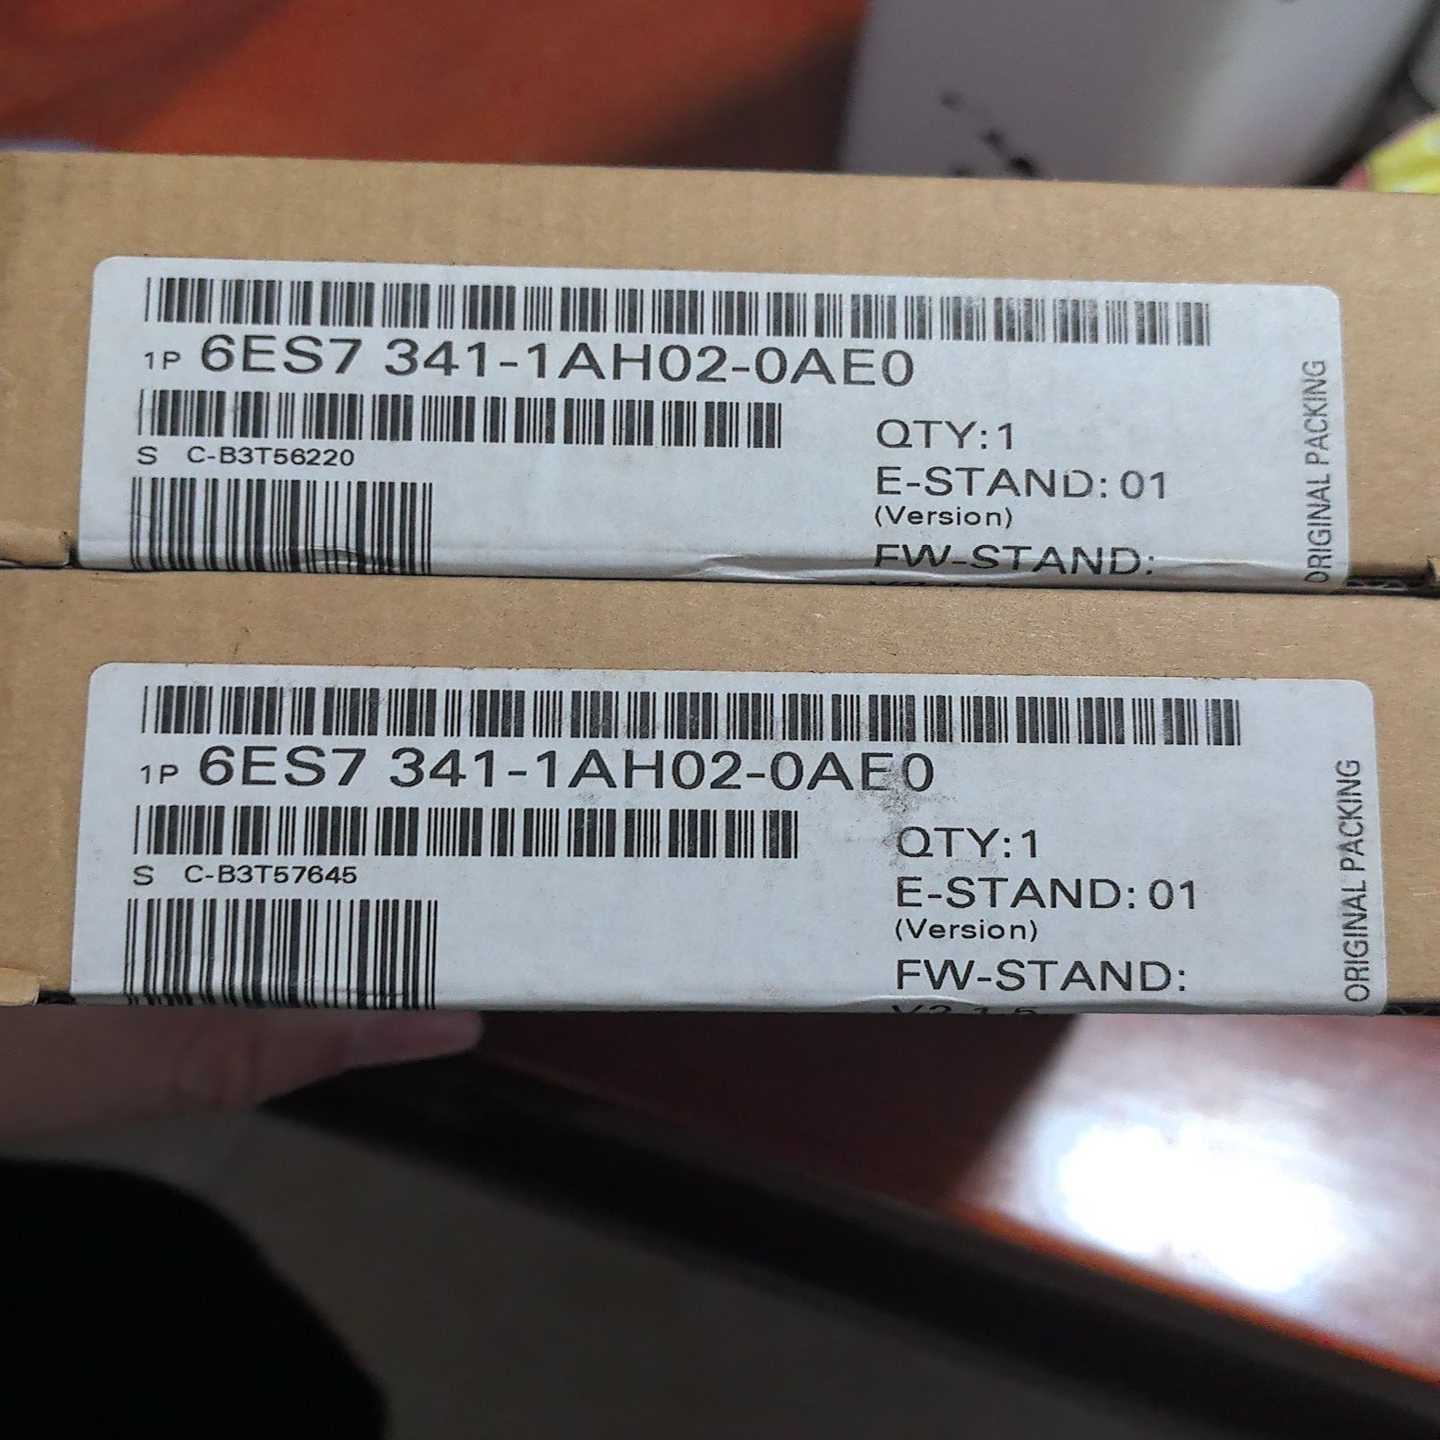 1P 6ES7 341-1AH02-0AE0
S C-B3T56220
QTY:1
E-STAND: 01
(Version)
FW-STAND:
ORIGINAL PACKING
1P 6ES7 341-1AH02-0AE0
S C-B3T57645
QTY:1
E-STAND: 01
(Version)
FW-STAND:
ORIGINAL PACKING